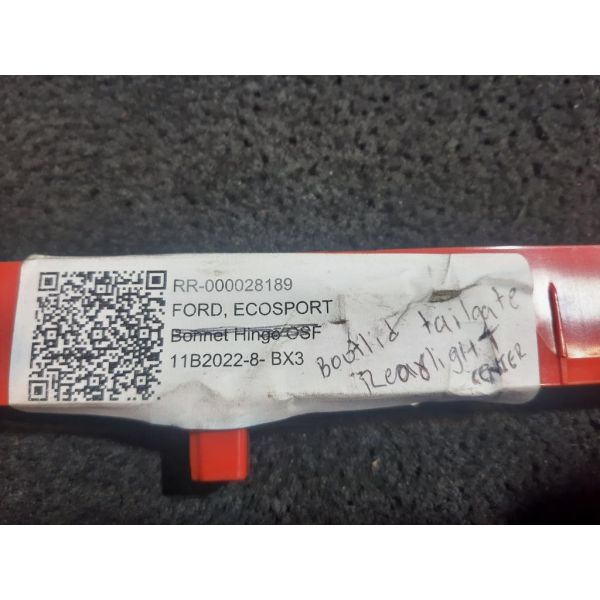 RR-000028189
FORD, ECOSPORT
Bonnet Hinge OSF
11B2022-8- BX3
Bootlid tailgate
Rearlight
CENTER